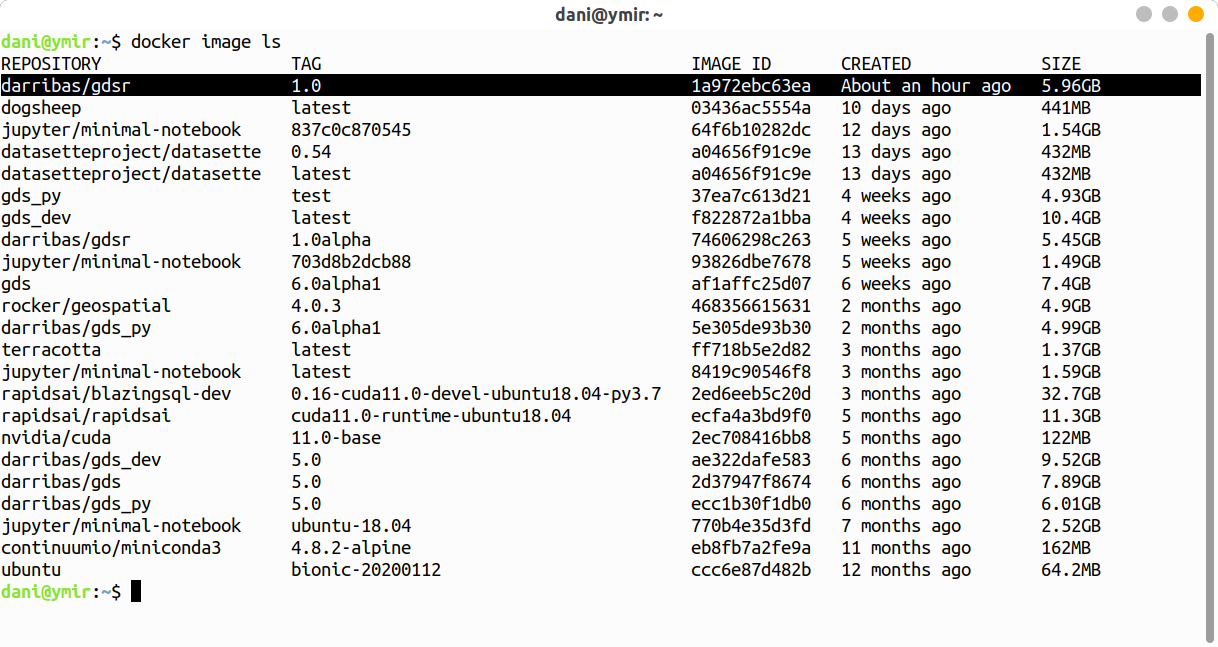 dani@ymir: ~
dani@ymir:~$ docker image ls
REPOSITORY TAG IMAGE ID CREATED SIZE
darribas/gdsr 1.0 1a972ebc63ea About an hour ago 5.96GB
dogsheep latest 03436ac5554a 10 days ago 441MB
jupyter/minimal-notebook 837c0c870545 64f6b10282dc 12 days ago 1.54GB
datasetteproject/datasette 0.54 a04656f91c9e 13 days ago 432MB
datasetteproject/datasette latest a04656f91c9e 13 days ago 432MB
gds_py test 37ea7c613d21 4 weeks ago 4.93GB
gds_dev latest f822872a1bba 4 weeks ago 10.4GB
darribas/gdsr 1.0alpha 74606298c263 5 weeks ago 5.45GB
jupyter/minimal-notebook 703d8b2dcb88 93826dbe7678 5 weeks ago 1.49GB
gds 6.0alpha1 af1affc25d07 6 weeks ago 7.4GB
rocker/geospatial 4.0.3 468356615631 2 months ago 4.9GB
darribas/gds_py 6.0alpha1 5e305de93b30 2 months ago 4.99GB
terracotta latest ff718b5e2d82 3 months ago 1.37GB
jupyter/minimal-notebook latest 8419c90546f8 3 months ago 1.59GB
rapidsai/blazingsql-dev 0.16-cuda11.0-devel-ubuntu18.04-py3.7 2ed6eeb5c20d 3 months ago 32.7GB
rapidsai/rapidsai cuda11.0-runtime-ubuntu18.04 ecfa4a3bd9f0 5 months ago 11.3GB
nvidia/cuda 11.0-base 2ec708416bb8 5 months ago 122MB
darribas/gds_dev 5.0 ae322dafe583 6 months ago 9.52GB
darribas/gds 5.0 2d37947f8674 6 months ago 7.89GB
darribas/gds_py 5.0 ecc1b30f1db0 6 months ago 6.01GB
jupyter/minimal-notebook ubuntu-18.04 770b4e35d3fd 7 months ago 2.52GB
continuumio/miniconda3 4.8.2-alpine eb8fb7a2fe9a 11 months ago 162MB
ubuntu bionic-20200112 ccc6e87d482b 12 months ago 64.2MB
dani@ymir:~$